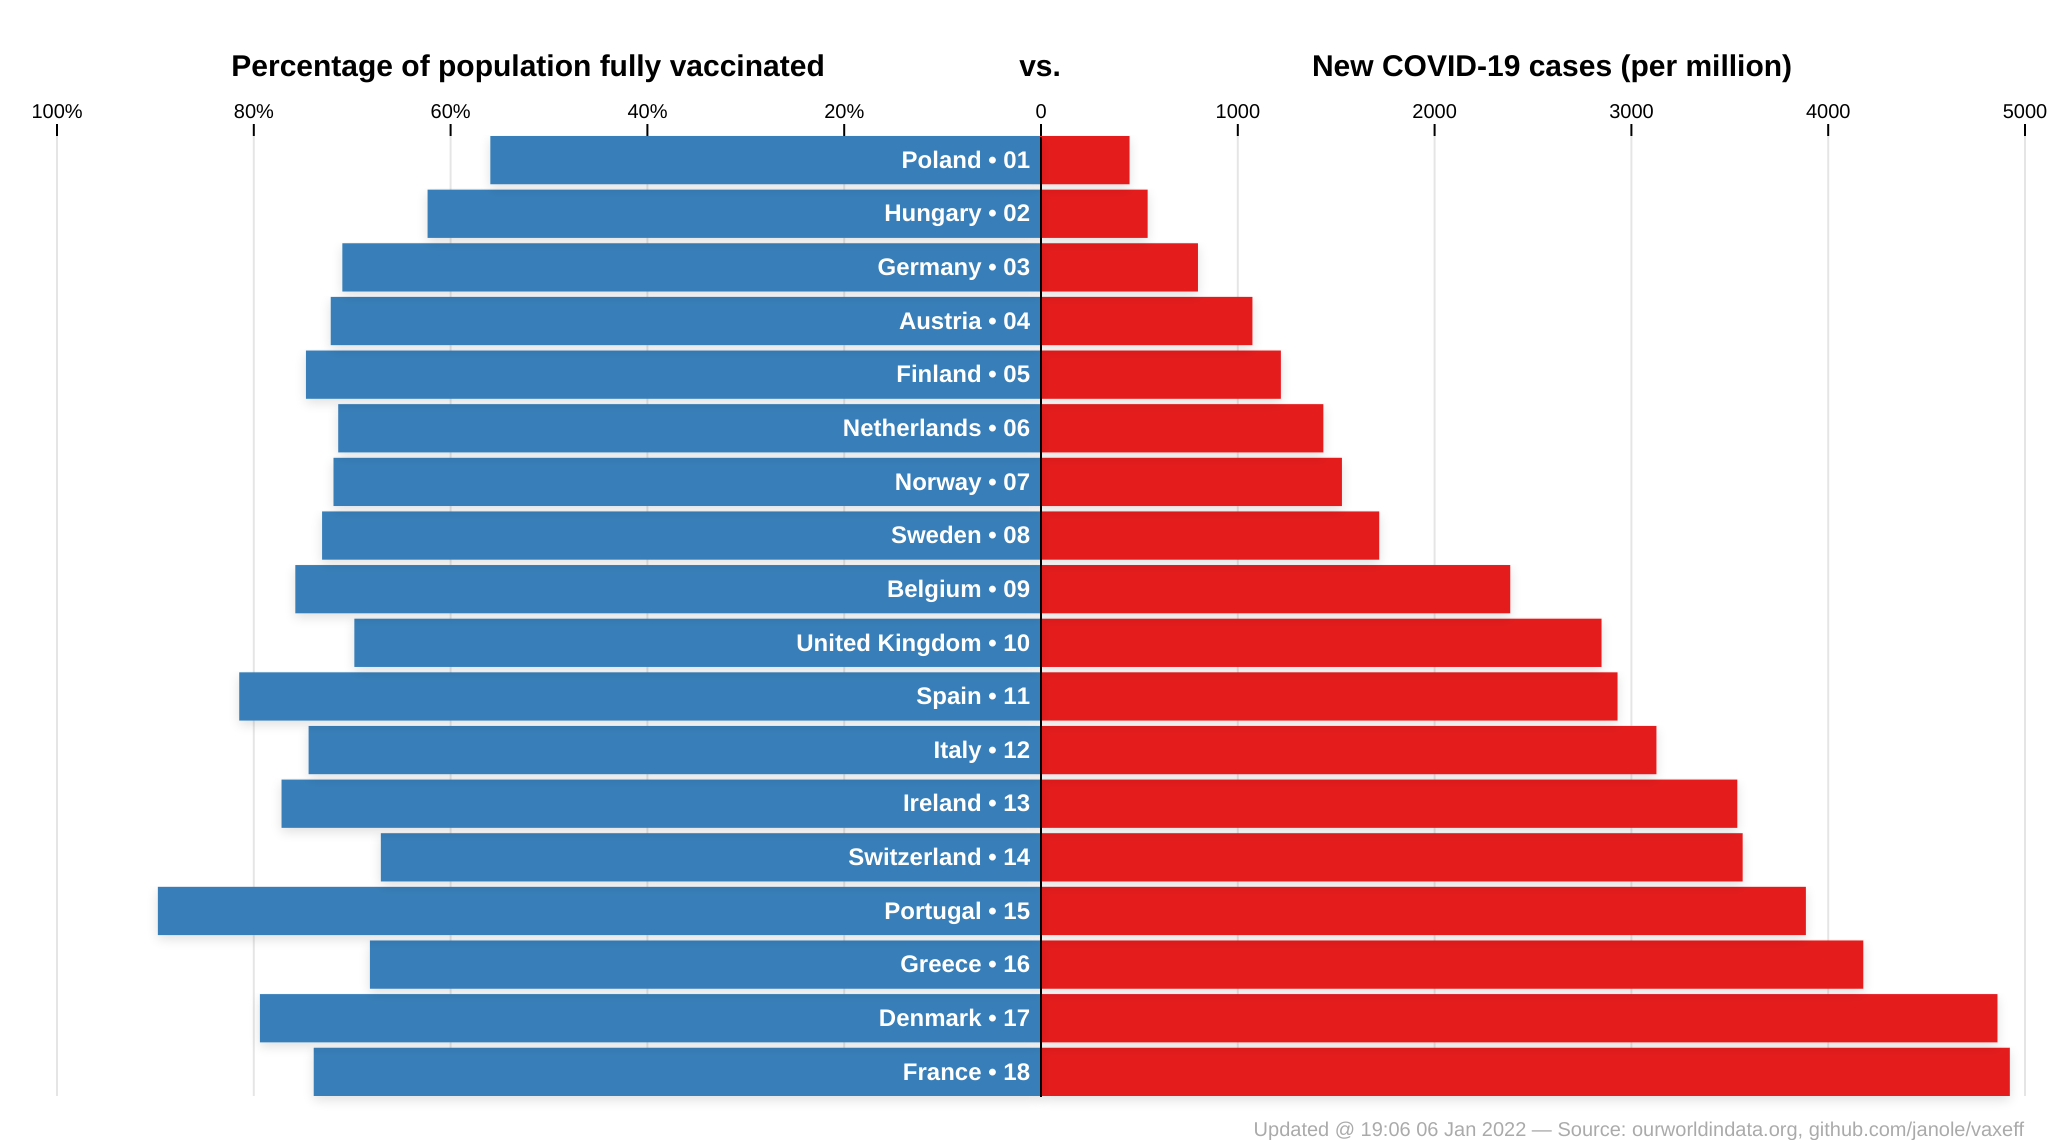 Percentage of population fully vaccinated vs. New COVID-19 cases (per million)
100% 80% 60% 40% 20% 0 1000 2000 3000 4000 5000
Poland • 01
Hungary • 02
Germany • 03
Austria • 04
Finland • 05
Netherlands • 06
Norway • 07
Sweden • 08
Belgium • 09
United Kingdom • 10
Spain • 11
Italy • 12
Ireland • 13
Switzerland • 14
Portugal • 15
Greece • 16
Denmark • 17
France • 18
Updated @ 19:06 06 Jan 2022 — Source: ourworldindata.org, github.com/janole/vaxeff